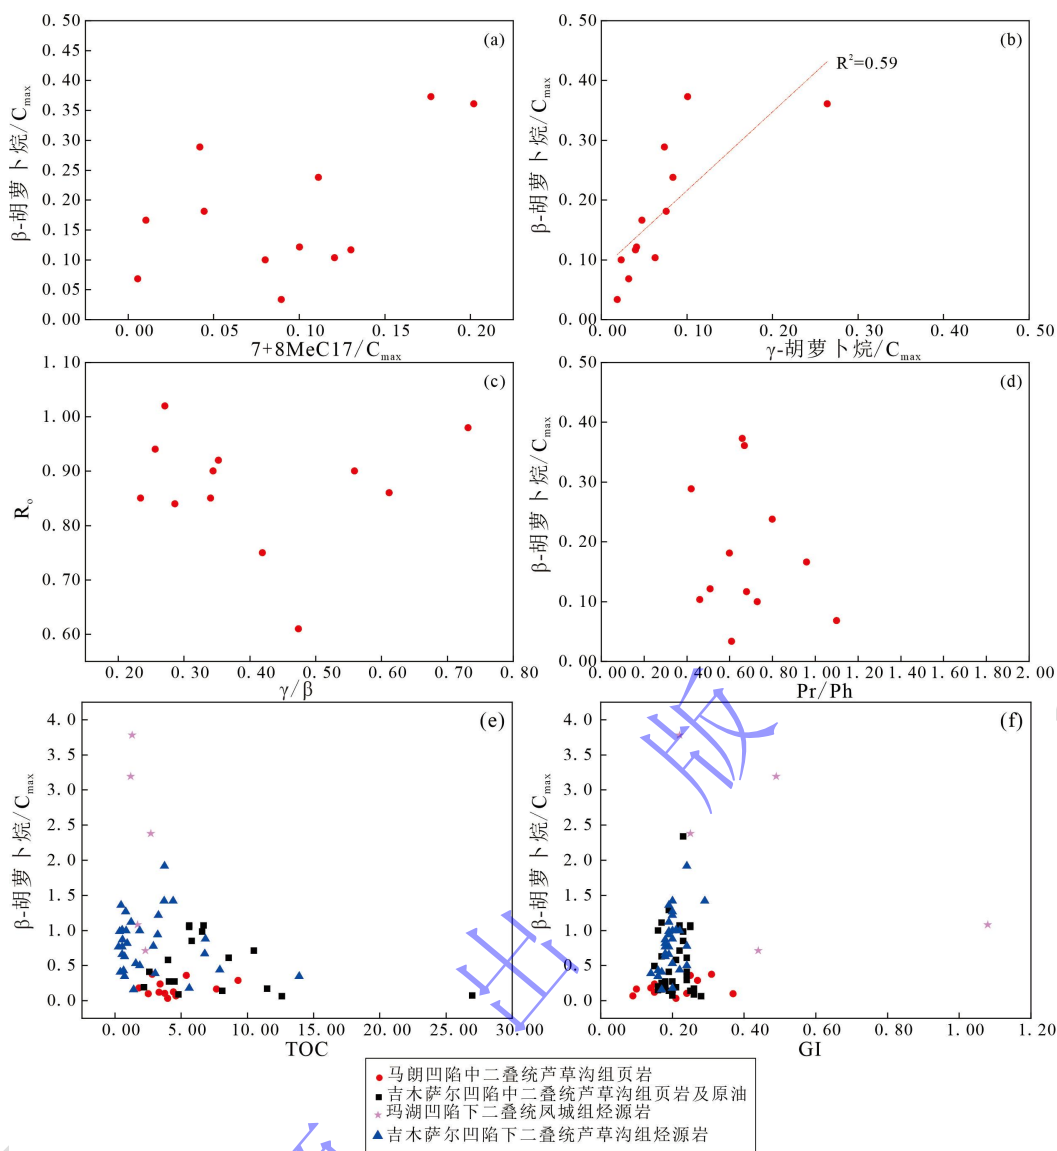 (a)
0.50
0.45
0.40
0.35
0.30
0.25
0.20
0.15
0.10
0.05
0.00
β-胡萝卜烷/Cmax
0.00 0.05 0.10 0.15 0.20
7+8MeC17/Cmax
(b)
R²=0.59
0.50
0.40
0.30
0.20
0.10
0.00
β-胡萝卜烷/Cmax
0.00 0.10 0.20 0.30 0.40 0.50
γ-胡萝卜烷/Cmax
(c)
1.10
1.00
0.90
0.80
0.70
0.60
Ro
0.20 0.30 0.40 0.50 0.60 0.70 0.80
γ/β
(d)
0.50
0.40
0.30
0.20
0.10
0.00
β-胡萝卜烷/Cmax
0.00 0.20 0.40 0.60 0.80 1.00 1.20 1.40 1.60 1.80 2.00
Pr/Ph
(e)
4.0
3.5
3.0
2.5
2.0
1.5
1.0
0.5
0.0
β-胡萝卜烷/Cmax
0.00 5.00 10.00 15.00 20.00 25.00 30.00
TOC
(f)
4.0
3.5
3.0
2.5
2.0
1.5
1.0
0.5
0.0
β-胡萝卜烷/Cmax
0.00 0.20 0.40 0.60 0.80 1.00 1.20
GI
马朗凹陷中二叠统芦草沟组页岩
吉木萨尔凹陷中二叠统芦草沟组页岩及原油
玛湖凹陷下二叠统风城组烃源岩
吉木萨尔凹陷下二叠统芦草沟组烃源岩
出版